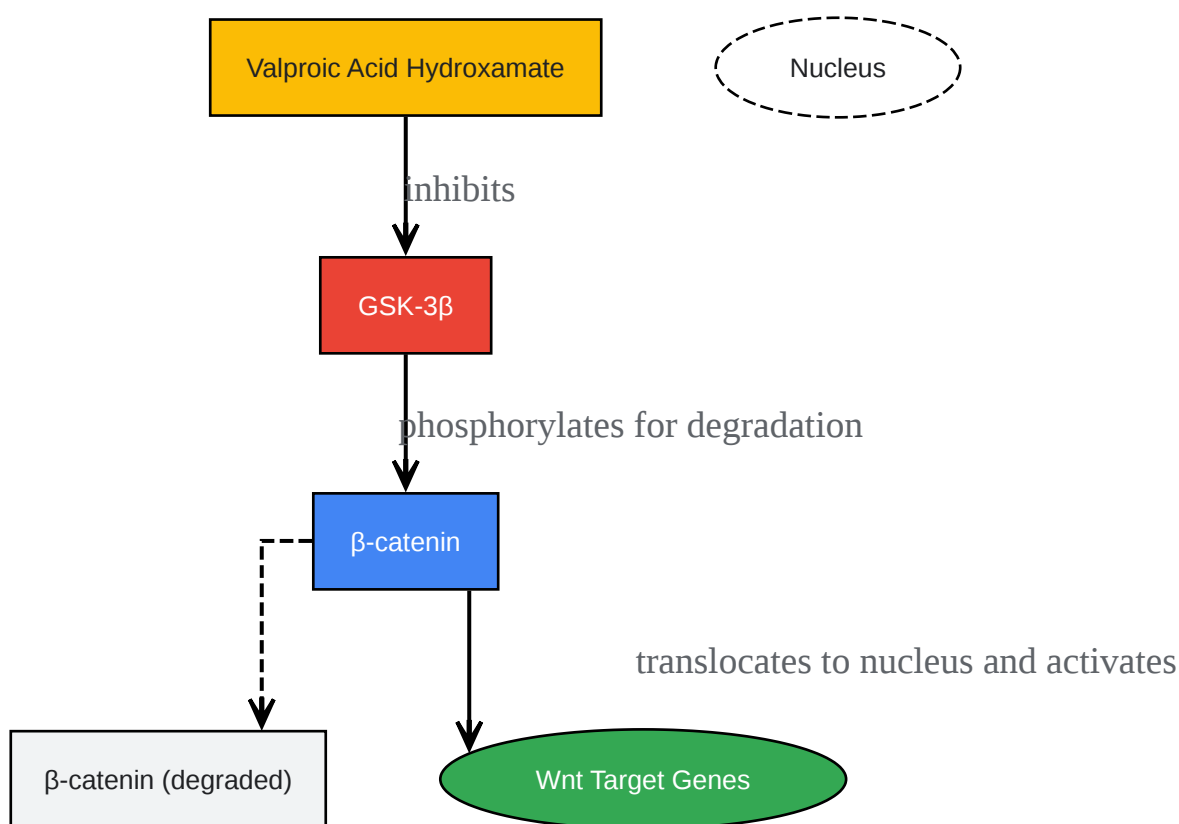 Valproic Acid Hydroxamate
Nucleus
inhibits
GSK-3β
phosphorylates for degradation
β-catenin
translocates to nucleus and activates
β-catenin (degraded)
Wnt Target Genes